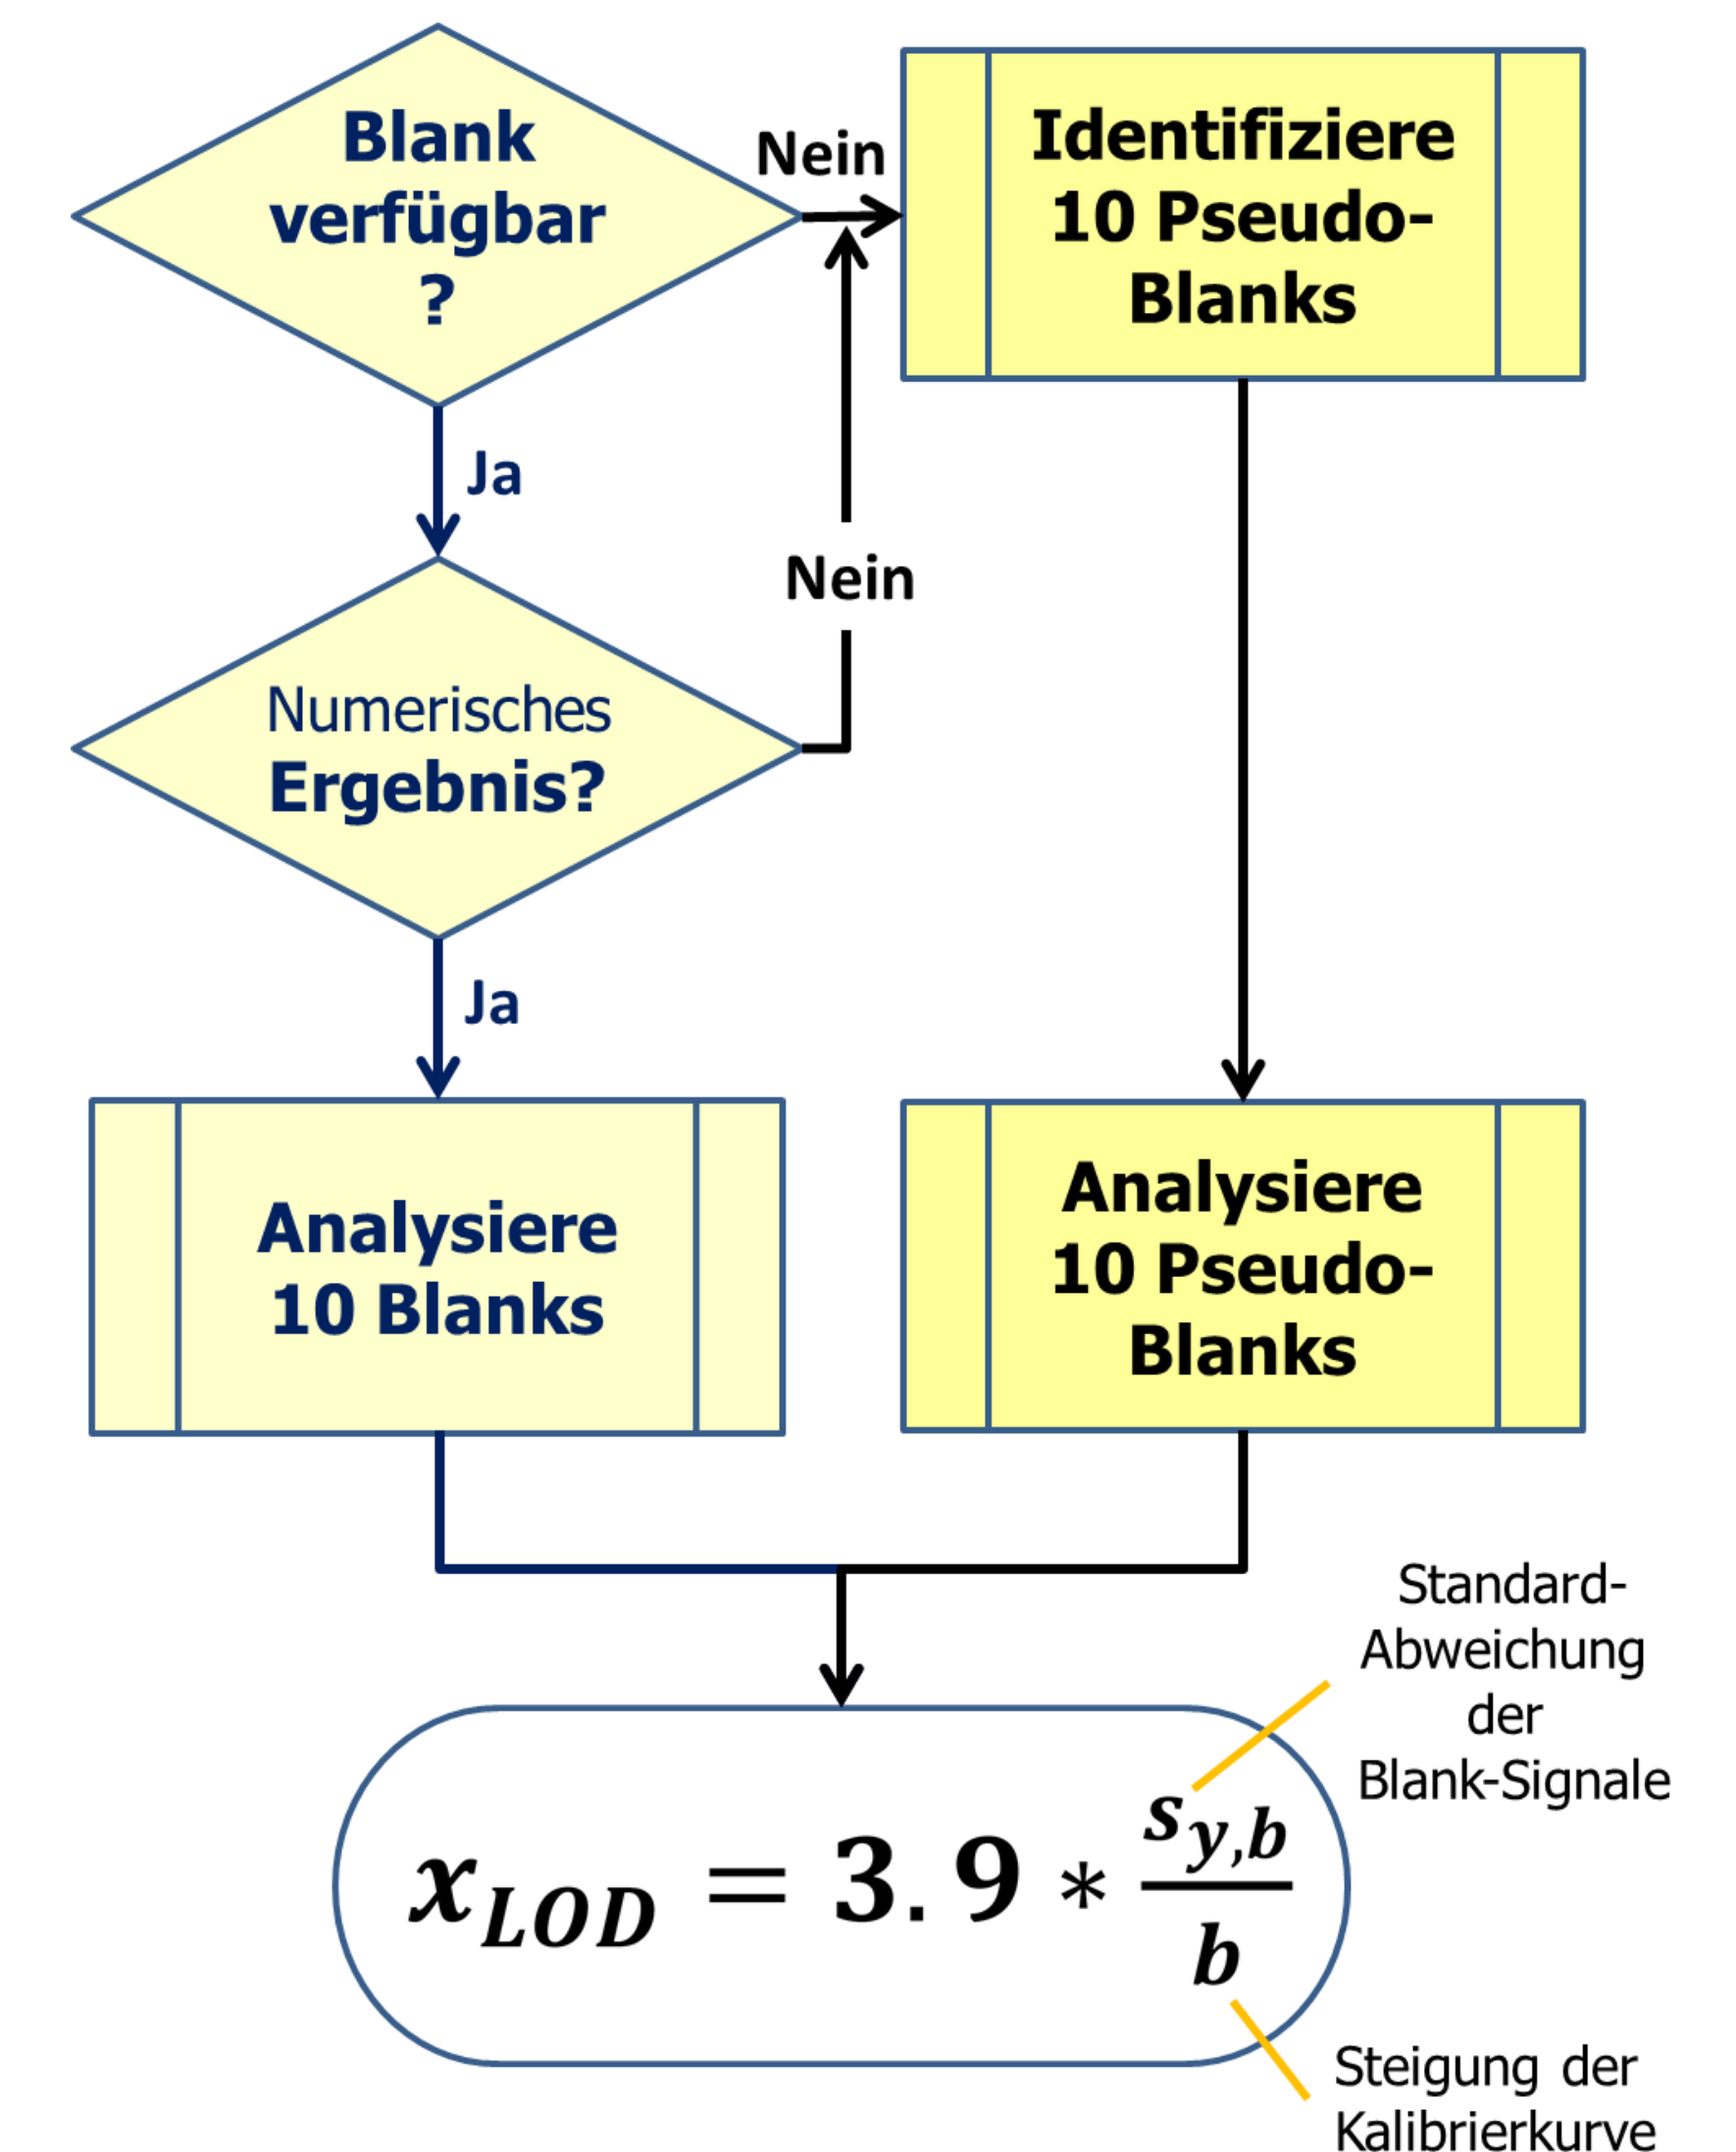 Blank
verfügbar
?
Nein
Identifiziere
10 Pseudo-
Blanks
Ja
Nein
Numerisches
Ergebnis?
Ja
Analysiere
10 Blanks
Analysiere
10 Pseudo-
Blanks
Standard-
Abweichung
der
Blank-Signale
x_LOD = 3.9 * s_y,b / b
Steigung der
Kalibrierkurve